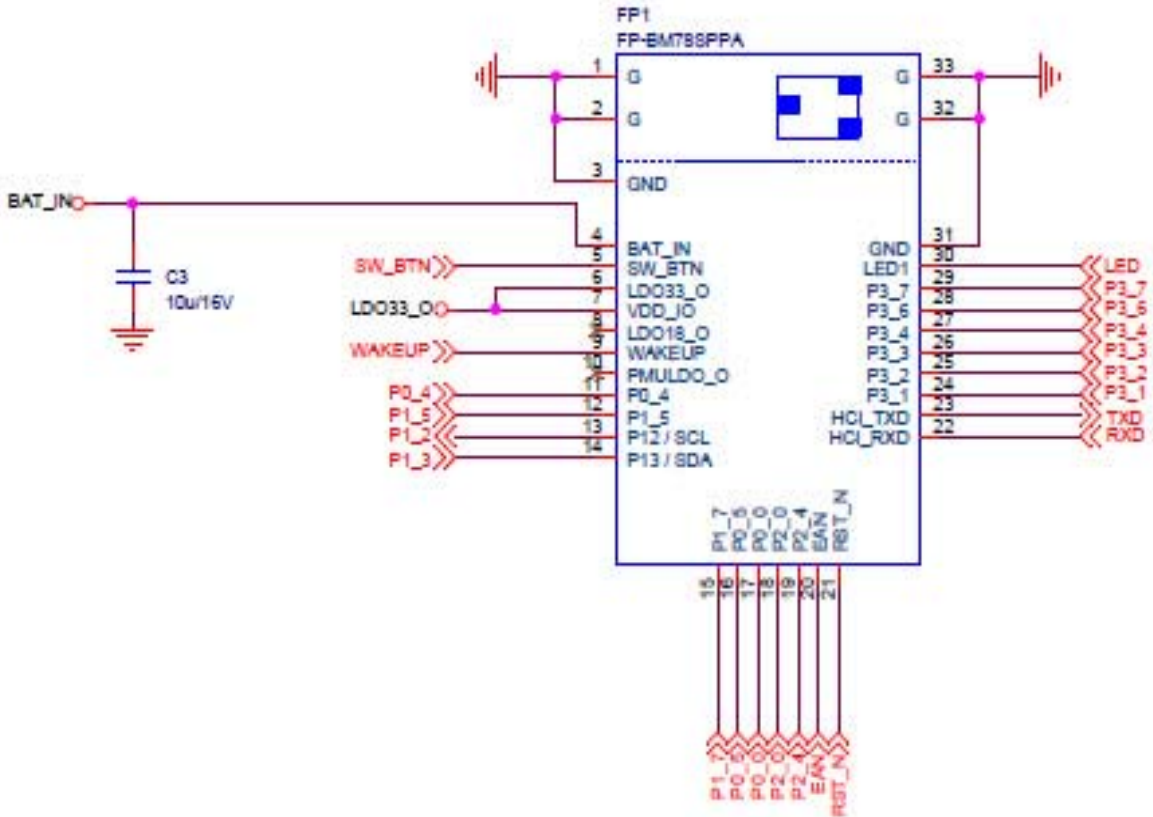 FP1
FP-BM78SPPA
1 G G 33
2 G G 32
3 GND
BAT_IN
4 BAT_IN GND 31
SW_BTN 5 SW_BTN LED1 30 LED
6 LDO33_O P3_7 29 P3_7
LDO33_O 7 VDD_IO P3_6 28 P3_6
8 LDO18_O P3_4 27 P3_4
WAKEUP 9 WAKEUP P3_3 26 P3_3
10 PMULDO_O P3_2 25 P3_2
P0_4 11 P0_4 P3_1 24 P3_1
P1_5 12 P1_5 HCI_TXD 23 TXD
P1_2 13 P12 / SCL HCI_RXD 22 RXD
P1_3 14 P13 / SDA
C3
10u/16V
P1_7 P0_5 P0_0 P2_0 P2_4 EAN RST_N
15 16 17 18 19 20 21
P1_7 P0_5 P0_0 P2_0 P2_4 EAN RST_N